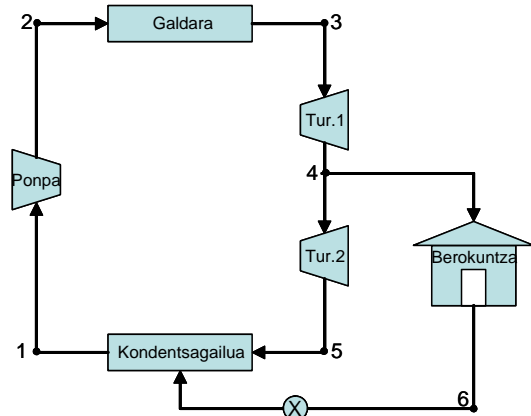 2
Galdara
3
Tur.1
4
Ponpa
Tur.2
Berokuntza
1
Kondentsagailua
5
X
6